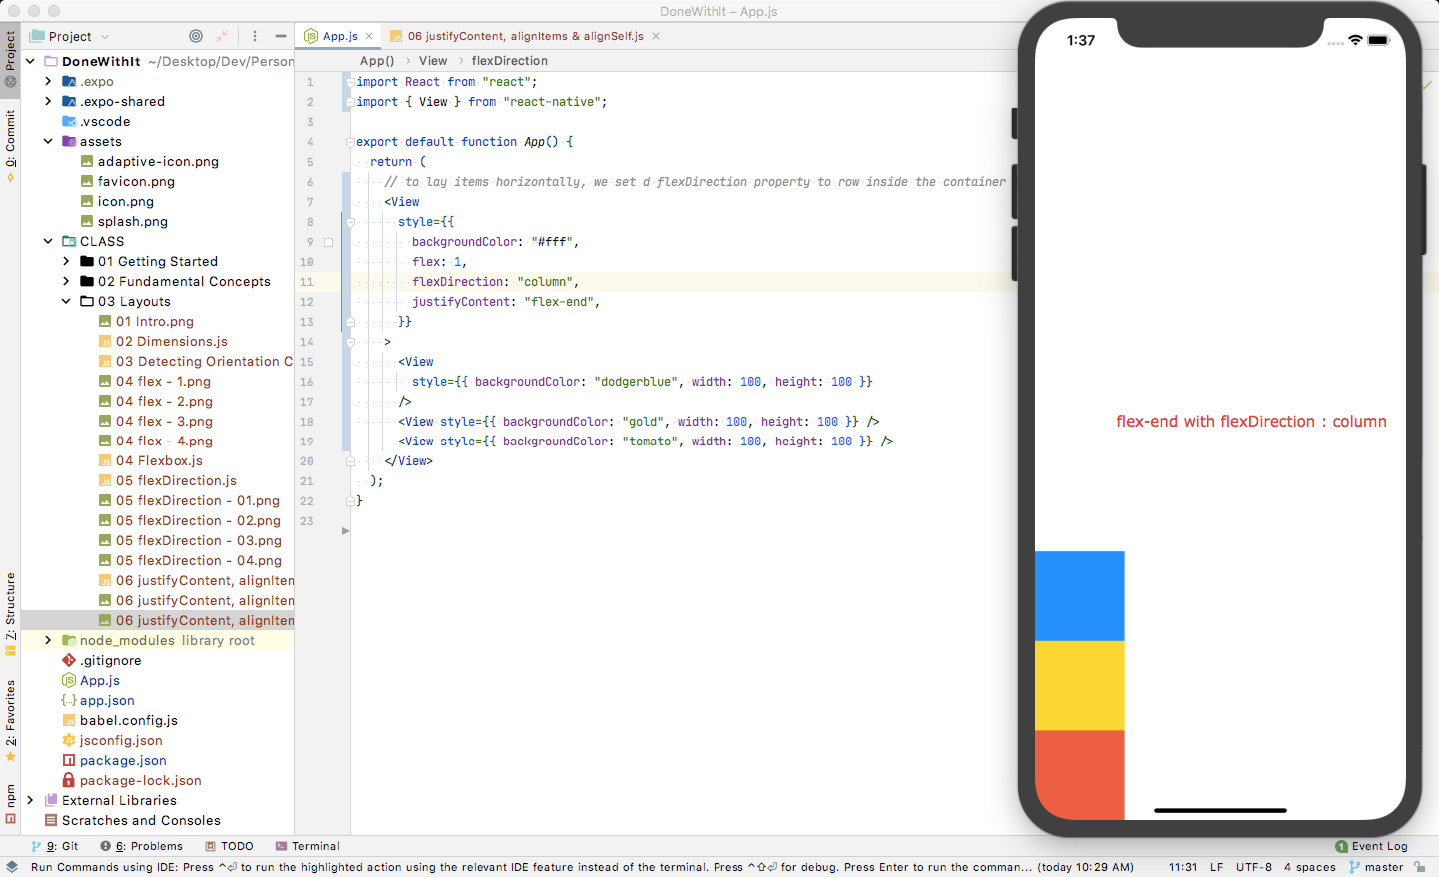 DoneWithIt – App.js
Project
App.js
06 justifyContent, alignItems & alignSelf.js
App() › View › flexDirection
Project
0: Commit
Z: Structure
2: Favorites
npm
DoneWithIt ~/Desktop/Dev/Person
.expo
.expo-shared
.vscode
assets
adaptive-icon.png
favicon.png
icon.png
splash.png
CLASS
01 Getting Started
02 Fundamental Concepts
03 Layouts
01 Intro.png
02 Dimensions.js
03 Detecting Orientation C
04 flex - 1.png
04 flex - 2.png
04 flex - 3.png
04 flex - 4.png
04 Flexbox.js
05 flexDirection.js
05 flexDirection - 01.png
05 flexDirection - 02.png
05 flexDirection - 03.png
05 flexDirection - 04.png
06 justifyContent, alignIten
06 justifyContent, alignIten
06 justifyContent, alignIten
node_modules library root
.gitignore
App.js
app.json
babel.config.js
jsconfig.json
package.json
package-lock.json
External Libraries
Scratches and Consoles
1 import React from "react";
2 import { View } from "react-native";
3
4 export default function App() {
5 return (
6 // to lay items horizontally, we set d flexDirection property to row inside the container
7 <View
8 style={{
9 backgroundColor: "#fff",
10 flex: 1,
11 flexDirection: "column",
12 justifyContent: "flex-end",
13 }}
14 >
15 <View
16 style={{ backgroundColor: "dodgerblue", width: 100, height: 100 }}
17 />
18 <View style={{ backgroundColor: "gold", width: 100, height: 100 }} />
19 <View style={{ backgroundColor: "tomato", width: 100, height: 100 }} />
20 </View>
21 );
22 }
23
1:37
flex-end with flexDirection : column
9: Git
6: Problems
TODO
Terminal
1 Event Log
Run Commands using IDE: Press ^⏎ to run the highlighted action using the relevant IDE feature instead of the terminal. Press ^⇧⏎ for debug. Press Enter to run the comman... (today 10:29 AM)
11:31 LF UTF-8 4 spaces master